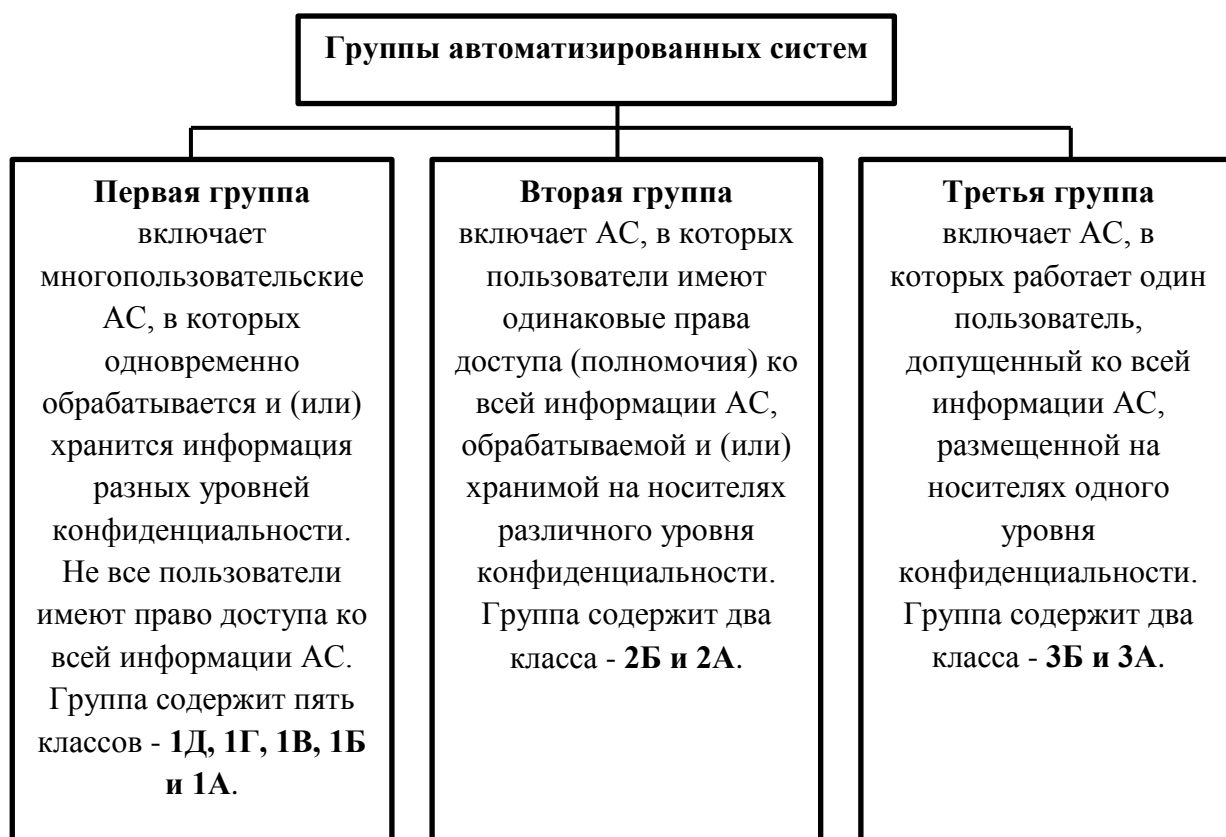 Группы автоматизированных систем
Первая группа
включает
многопользовательские
АС, в которых
одновременно
обрабатывается и (или)
хранится информация
разных уровней
конфиденциальности.
Не все пользователи
имеют право доступа ко
всей информации АС.
Группа содержит пять
классов - 1Д, 1Г, 1В, 1Б
и 1А.
Вторая группа
включает АС, в которых
пользователи имеют
одинаковые права
доступа (полномочия) ко
всей информации АС,
обрабатываемой и (или)
хранимой на носителях
различного уровня
конфиденциальности.
Группа содержит два
класса - 2Б и 2А.
Третья группа
включает АС, в
которых работает один
пользователь,
допущенный ко всей
информации АС,
размещенной на
носителях одного
уровня
конфиденциальности.
Группа содержит два
класса - 3Б и 3А.